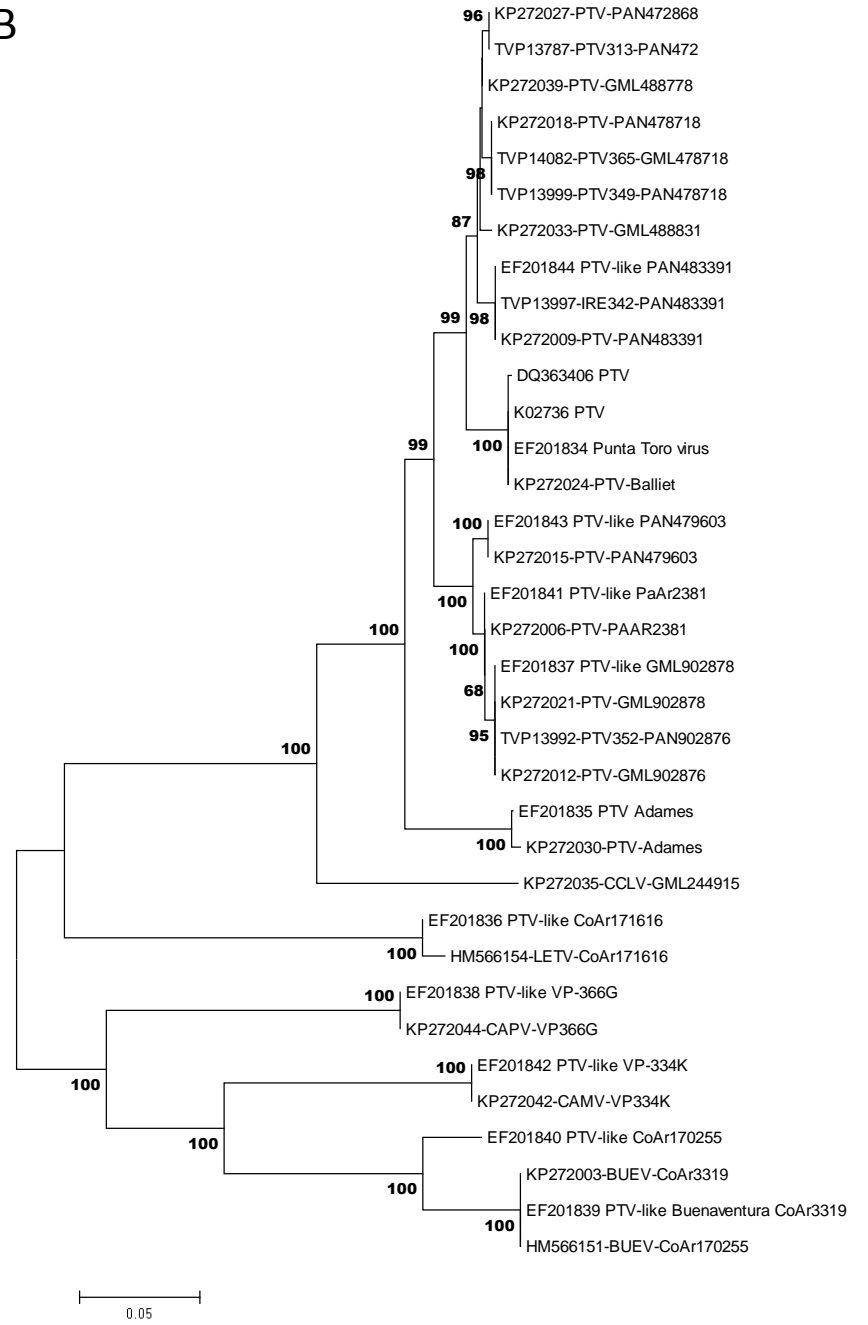 B
96
KP272027-PTV-PAN472868
TVP13787-PTV313-PAN472
KP272039-PTV-GML488778
KP272018-PTV-PAN478718
TVP14082-PTV365-GML478718
98
TVP13999-PTV349-PAN478718
87
KP272033-PTV-GML488831
EF201844 PTV-like PAN483391
TVP13997-IRE342-PAN483391
99
98
KP272009-PTV-PAN483391
DQ363406 PTV
K02736 PTV
99
100
EF201834 Punta Toro virus
KP272024-PTV-Balliet
100
EF201843 PTV-like PAN479603
KP272015-PTV-PAN479603
100
EF201841 PTV-like PaAr2381
100
KP272006-PTV-PAAR2381
100
EF201837 PTV-like GML902878
68
KP272021-PTV-GML902878
95
TVP13992-PTV352-PAN902876
100
KP272012-PTV-GML902876
EF201835 PTV Adames
100
KP272030-PTV-Adames
KP272035-CCLV-GML244915
EF201836 PTV-like CoAr171616
100
HM566154-LETV-CoAr171616
100
EF201838 PTV-like VP-366G
KP272044-CAPV-VP366G
100
EF201842 PTV-like VP-334K
100
KP272042-CAMV-VP334K
100
EF201840 PTV-like CoAr170255
KP272003-BUEV-CoAr3319
100
EF201839 PTV-like Buenaventura CoAr3319
100
HM566151-BUEV-CoAr170255
0.05